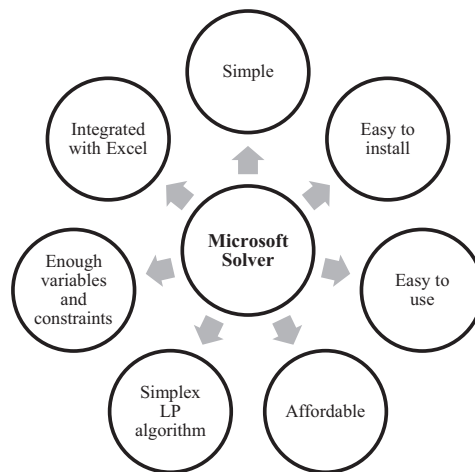 Simple
Integrated
with Excel
Easy to
install
Microsoft
Solver
Enough
variables
and
constraints
Easy
to
use
Simplex
LP
algorithm
Affordable